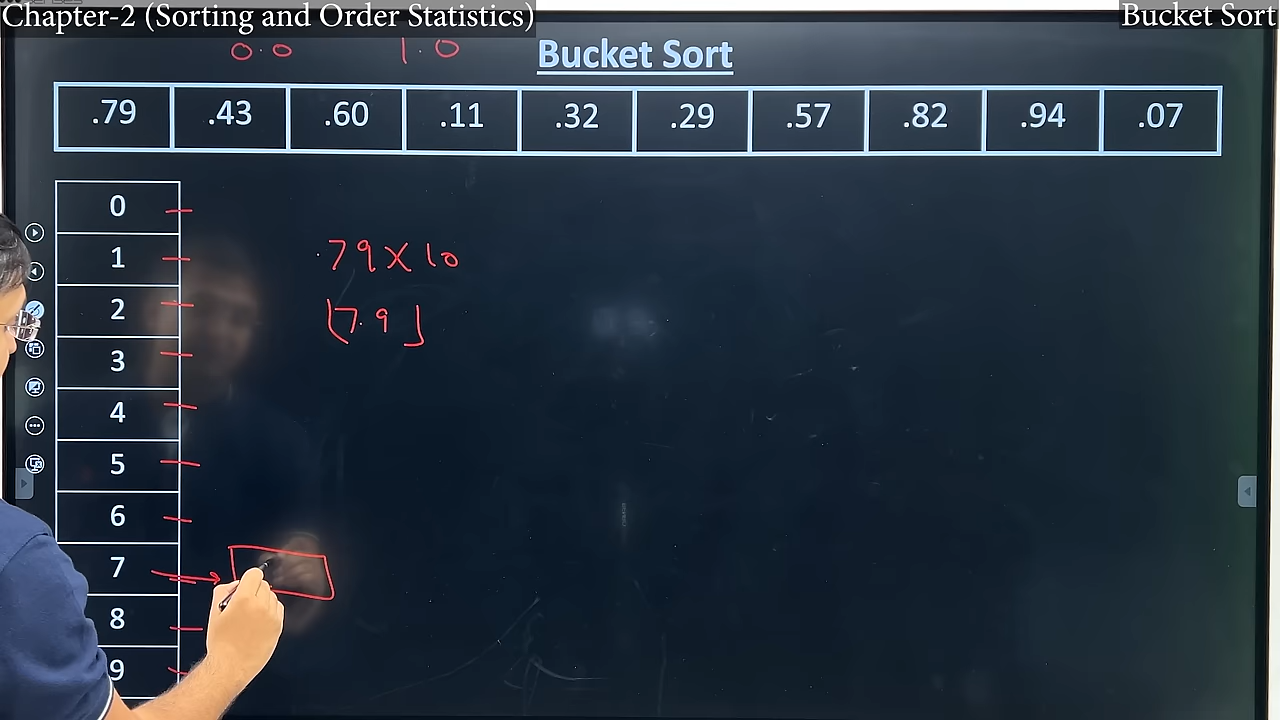 Chapter-2 (Sorting and Order Statistics)
Bucket Sort
0.0 1.0
Bucket Sort
.79 .43 .60 .11 .32 .29 .57 .82 .94 .07
0
1
.79 X 10
2
⌊7.9⌋
3
4
5
6
7
8
9